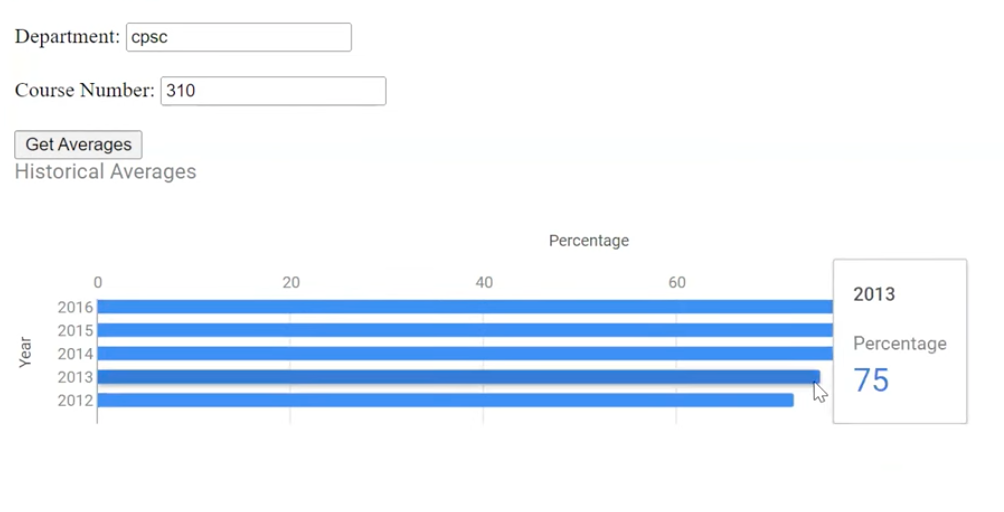 Department: cpsc
Course Number: 310
Get Averages
Historical Averages
Percentage
0 20 40 60
2016
2015
2014
2013
2012
Year
2013
Percentage
75